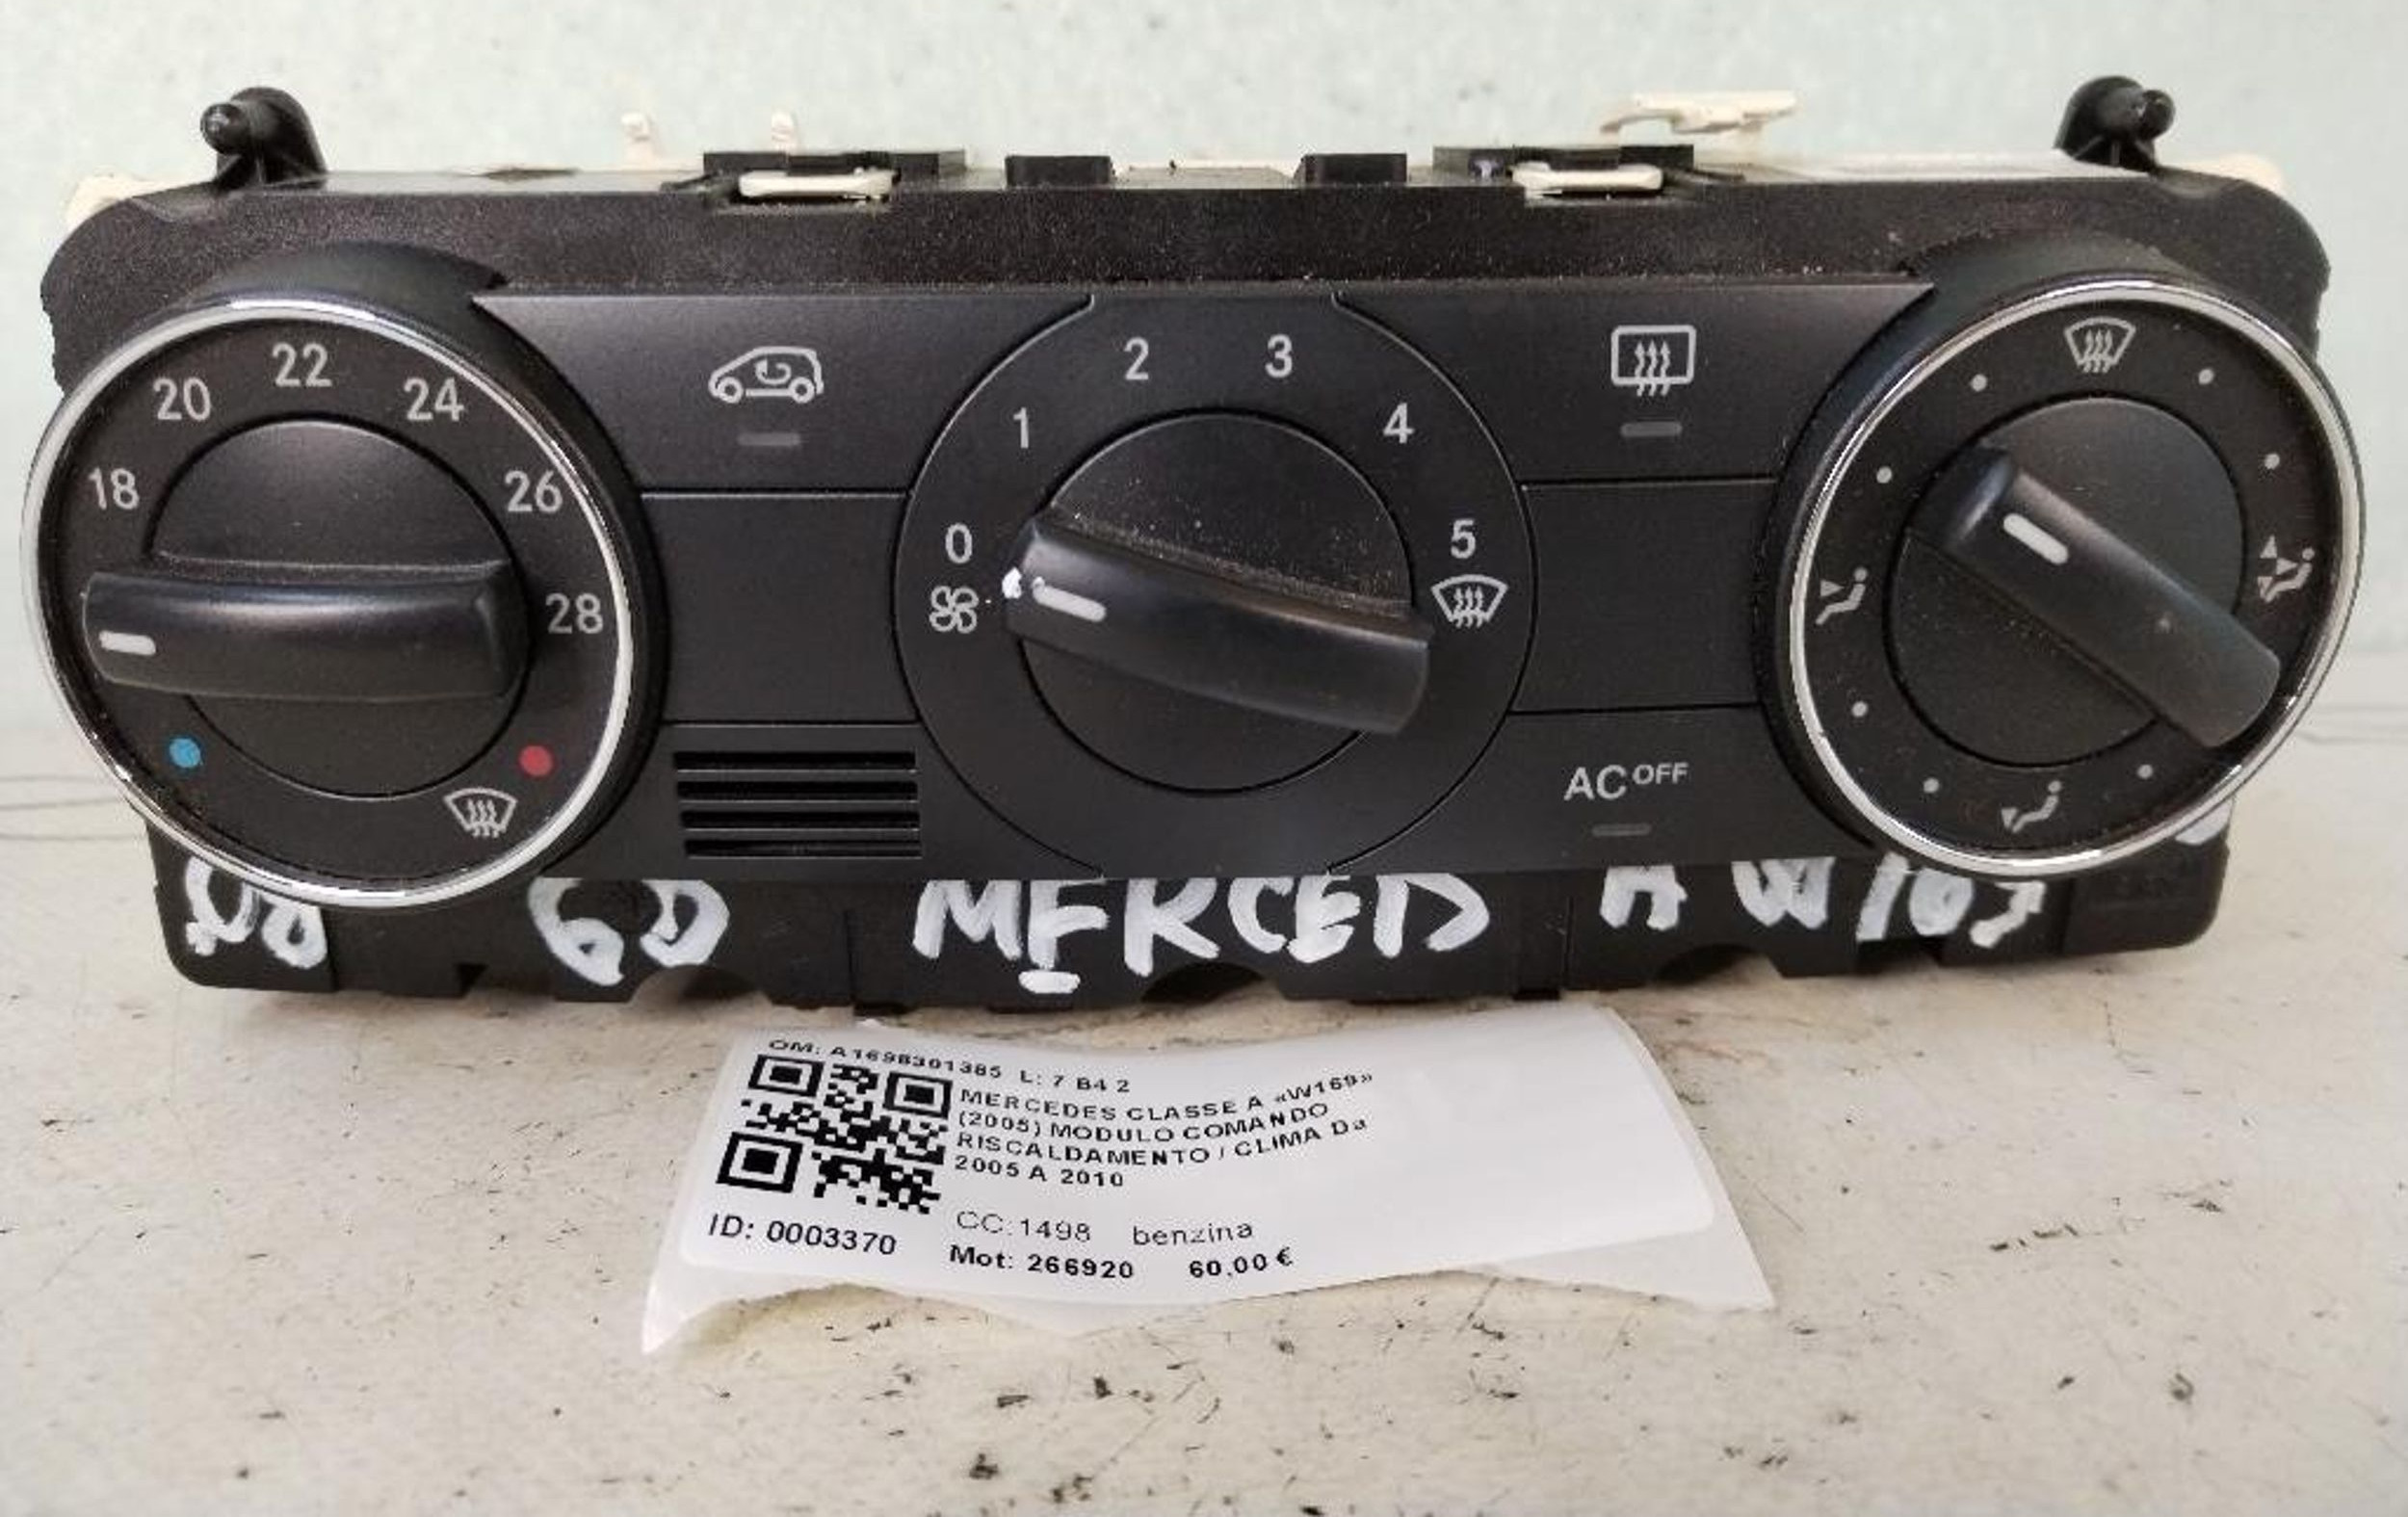 18 20 22 24 26 28
0 1 2 3 4 5
AC OFF
MERCED A W169
OM: A1698301385 L: 7 B4 2
MERCEDES CLASSE A «W169»
(2005) MODULO COMANDO
RISCALDAMENTO / CLIMA Da
2005 A 2010
ID: 0003370
CC:1498 benzina
Mot: 266920 60,00 €